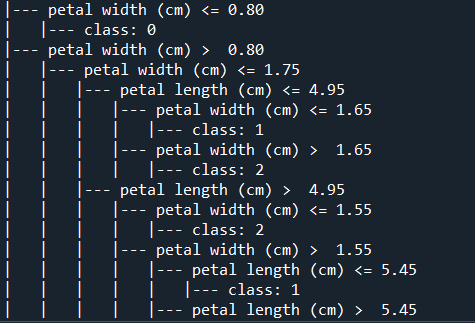 |--- petal width (cm) <= 0.80
|   |--- class: 0
|--- petal width (cm) >  0.80
|   |--- petal width (cm) <= 1.75
|   |   |--- petal length (cm) <= 4.95
|   |   |   |--- petal width (cm) <= 1.65
|   |   |   |   |--- class: 1
|   |   |   |--- petal width (cm) >  1.65
|   |   |   |   |--- class: 2
|   |   |--- petal length (cm) >  4.95
|   |   |   |--- petal width (cm) <= 1.55
|   |   |   |   |--- class: 2
|   |   |   |--- petal width (cm) >  1.55
|   |   |   |   |--- petal length (cm) <= 5.45
|   |   |   |   |   |--- class: 1
|   |   |   |   |--- petal length (cm) >  5.45